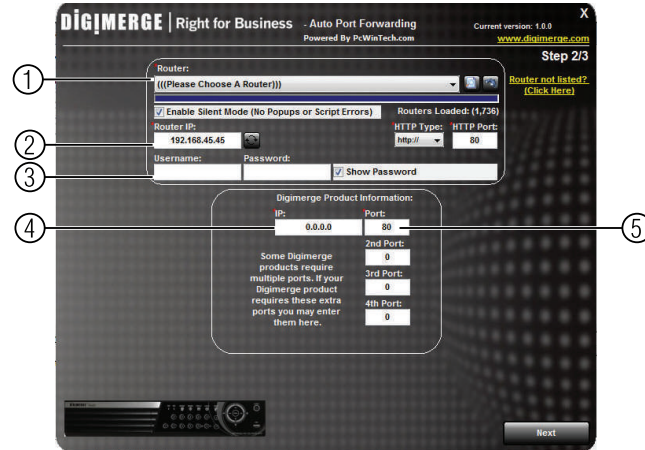 DIGIMERGE | Right for Business - Auto Port Forwarding
Powered By PcWinTech.com
Current version: 1.0.0
X
www.digimerge.com
Step 2/3
① 
*Router:
(((Please Choose A Router)))
Router not listed?
(Click Here)
Enable Silent Mode (No Popups or Script Errors)
Routers Loaded: (1,736)
②
*Router IP:
192.168.45.45
*HTTP Type:
http://
*HTTP Port:
80
③
Username:
Password:
Show Password
Digimerge Product Information:
④
*IP:
0.0.0.0
*Port:
80
⑤
2nd Port:
0
3rd Port:
0
4th Port:
0
Some Digimerge
products require
multiple ports. If your
Digimerge product
requires these extra
ports you may enter
them here.
Next